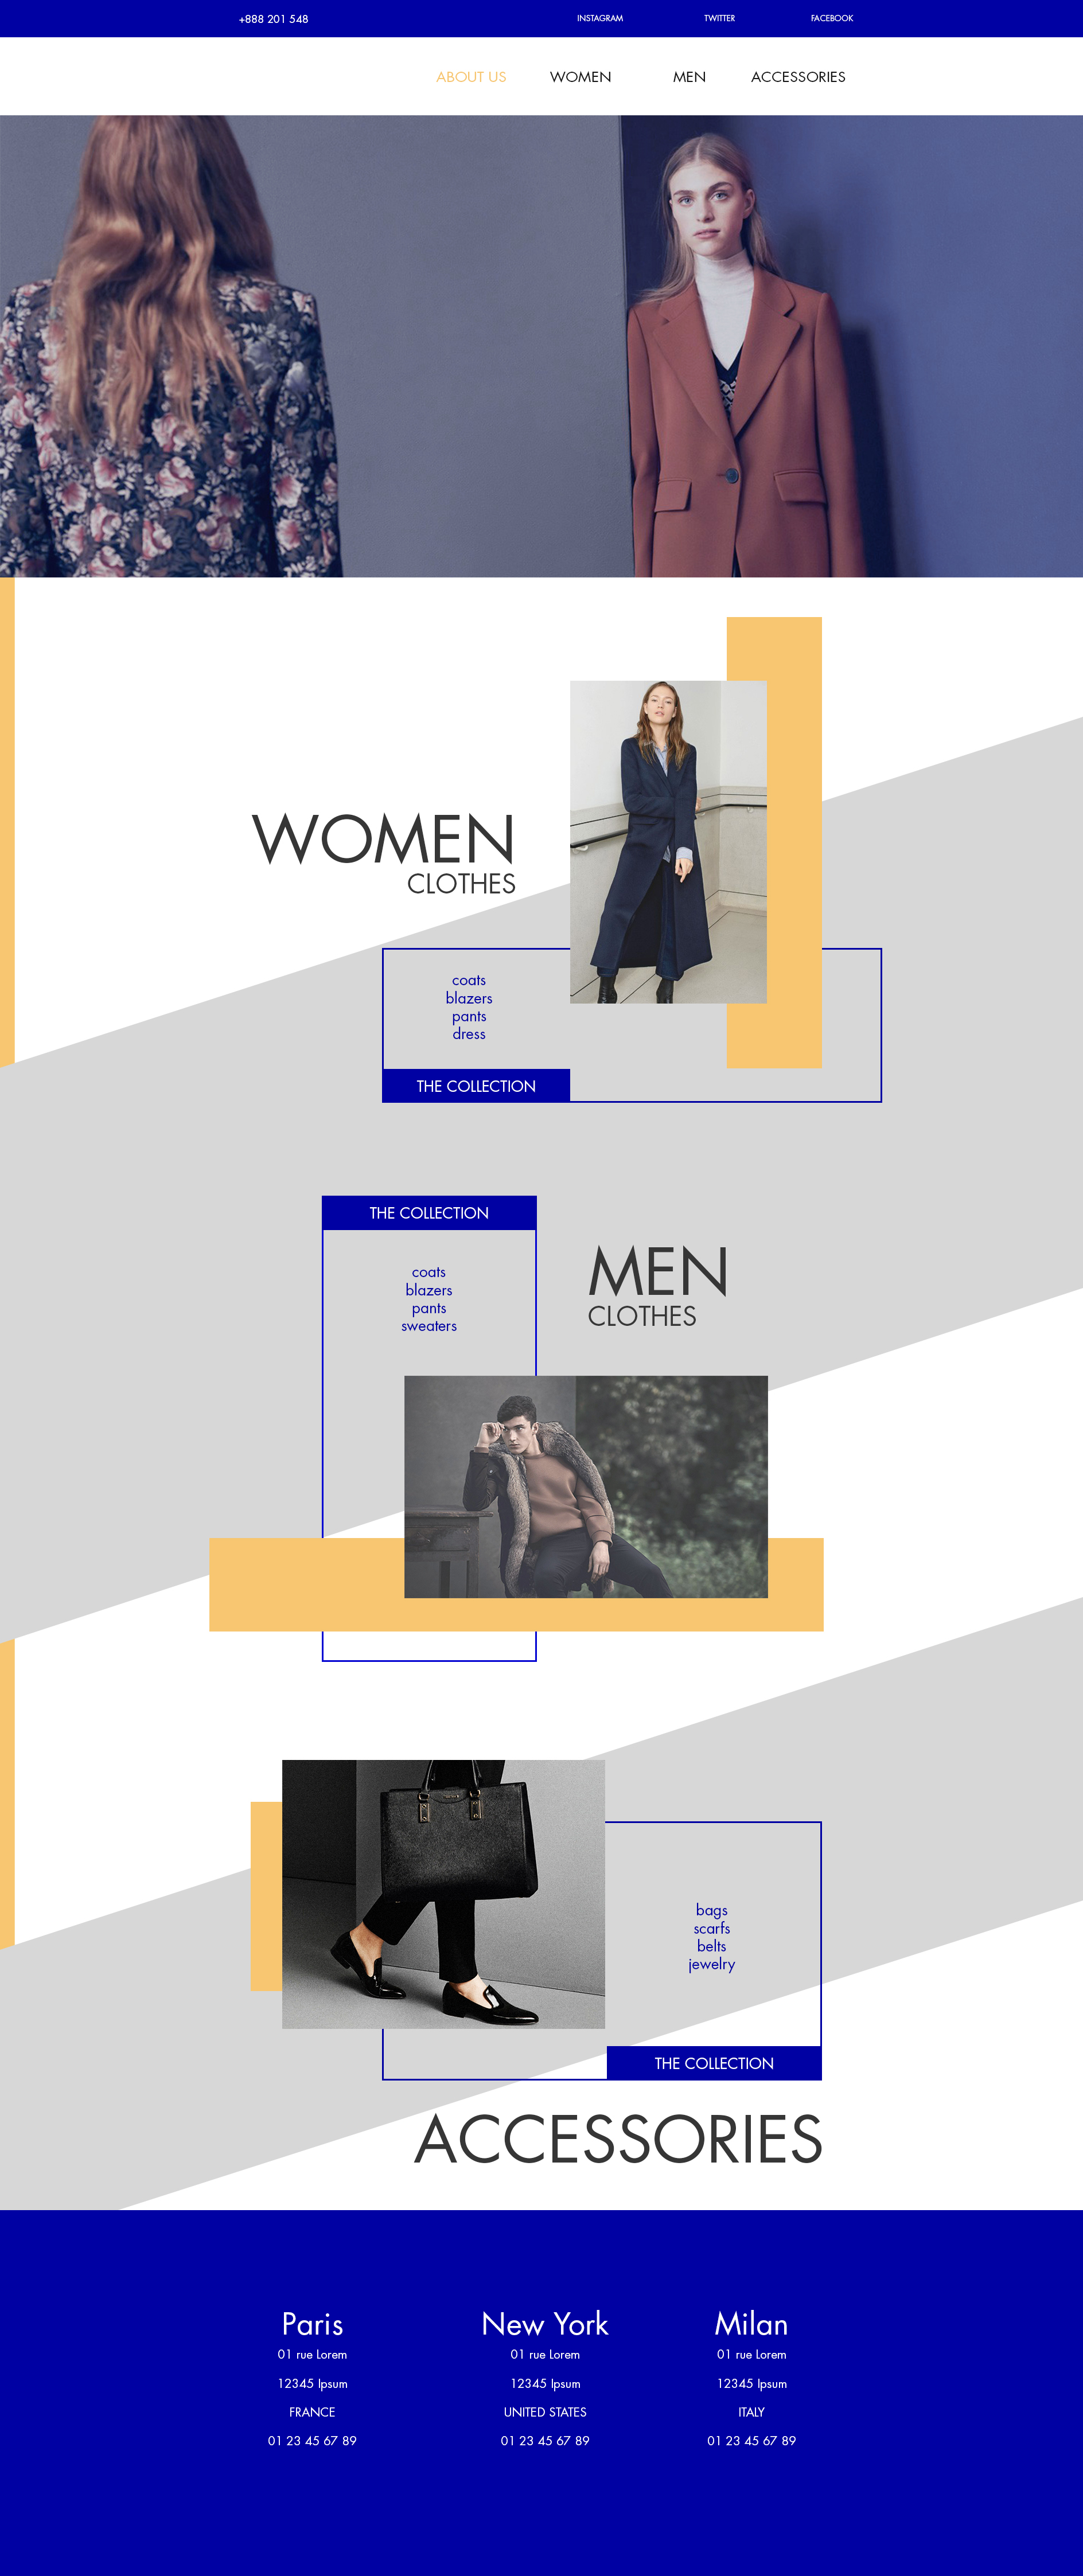 +888 201 548
INSTAGRAM
TWITTER
FACEBOOK
ABOUT US
WOMEN
MEN
ACCESSORIES
WOMEN
CLOTHES
coats
blazers
pants
dress
THE COLLECTION
THE COLLECTION
coats
blazers
pants
sweaters
MEN
CLOTHES
bags
scarfs
belts
jewelry
THE COLLECTION
ACCESSORIES
Paris
01 rue Lorem
12345 Ipsum
FRANCE
01 23 45 67 89
New York
01 rue Lorem
12345 Ipsum
UNITED STATES
01 23 45 67 89
Milan
01 rue Lorem
12345 Ipsum
ITALY
01 23 45 67 89